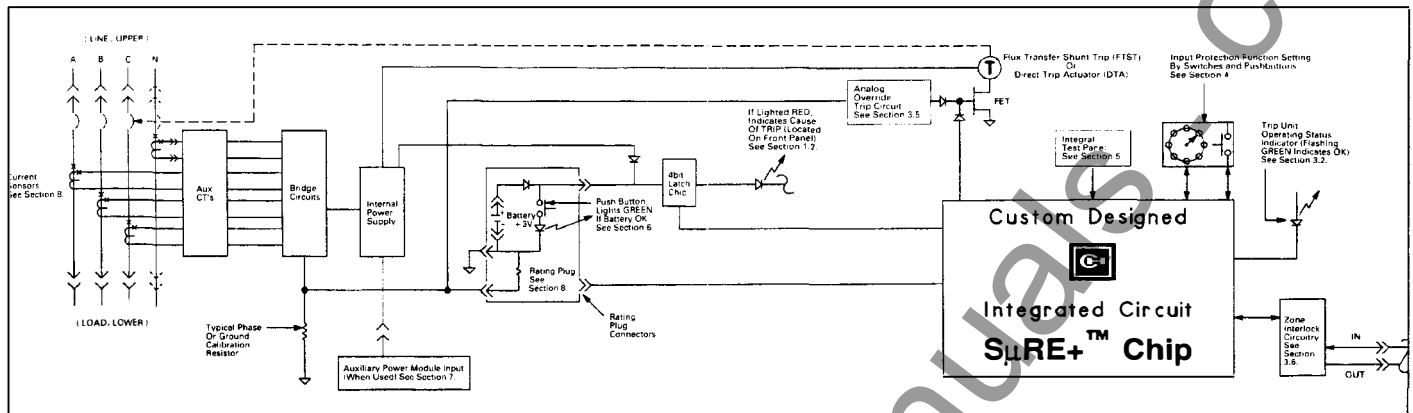 ( LINE, UPPER )
A B C N
Current
Sensors
See Section 8.
Aux
CT's
Bridge
Circuits
Internal
Power
Supply
( LOAD, LOWER )
Typical Phase
Or Ground
Calibration
Resistor
Auxiliary Power Module Input
(When Used) See Section 7.
Battery
+ 3V
Push Button,
Lights GREEN
If Battery OK
See Section 6
Rating Plug
See
Section 8.
Rating
Plug
Connectors
4bit
Latch
Chip
If Lighted RED,
Indicates Cause
Of TRIP (Located
On Front Panel)
See Section 1.2.
Analog
Override
Trip Circuit
See Section 3.5
T
Flux Transfer Shunt Trip (FTST)
Or
Direct Trip Actuator (DTA)
FET
Integral
Test Panel
See Section 5
Input Protection Function Setting
By Switches and Pushbuttons
See Section 4
Trip Unit
Operating Status
Indicator (Flashing
GREEN Indicates OK)
See Section 3.2.
Custom Designed
Integrated Circuit
SµRE+™ Chip
Zone
Interlock
Circuitry
See
Section
3.6.
IN
OUT
nuals - c